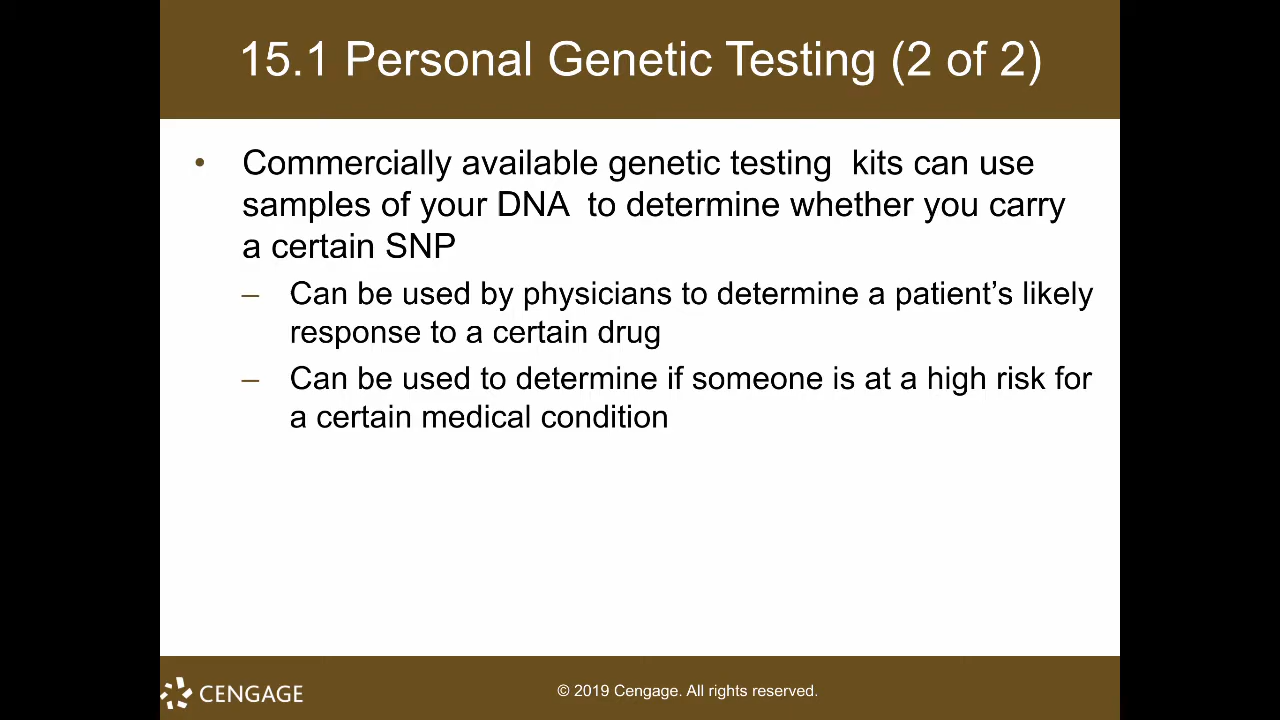 15.1 Personal Genetic Testing (2 of 2)
• Commercially available genetic testing  kits can use
samples of your DNA  to determine whether you carry
a certain SNP
– Can be used by physicians to determine a patient’s likely
response to a certain drug
– Can be used to determine if someone is at a high risk for
a certain medical condition
CENGAGE
© 2019 Cengage. All rights reserved.